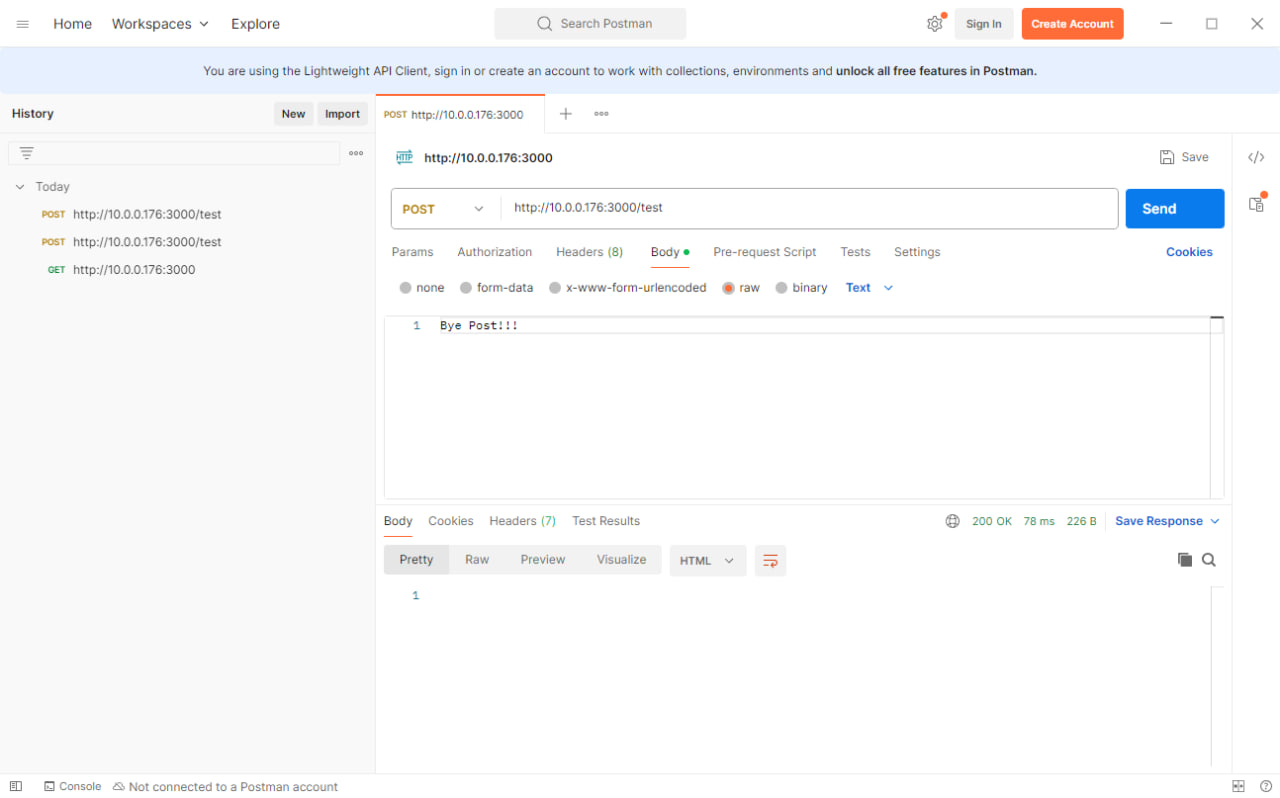 Home Workspaces Explore Search Postman Sign In Create Account
You are using the Lightweight API Client, sign in or create an account to work with collections, environments and unlock all free features in Postman.
History New Import POST http://10.0.0.176:3000
HTTP http://10.0.0.176:3000 Save
Today
POST http://10.0.0.176:3000/test
POST http://10.0.0.176:3000/test
GET http://10.0.0.176:3000
POST http://10.0.0.176:3000/test Send
Params Authorization Headers (8) Body Pre-request Script Tests Settings Cookies
none form-data x-www-form-urlencoded raw binary Text
1 Bye Post!!!
Body Cookies Headers (7) Test Results 200 OK 78 ms 226 B Save Response
Pretty Raw Preview Visualize HTML
1
Console Not connected to a Postman account